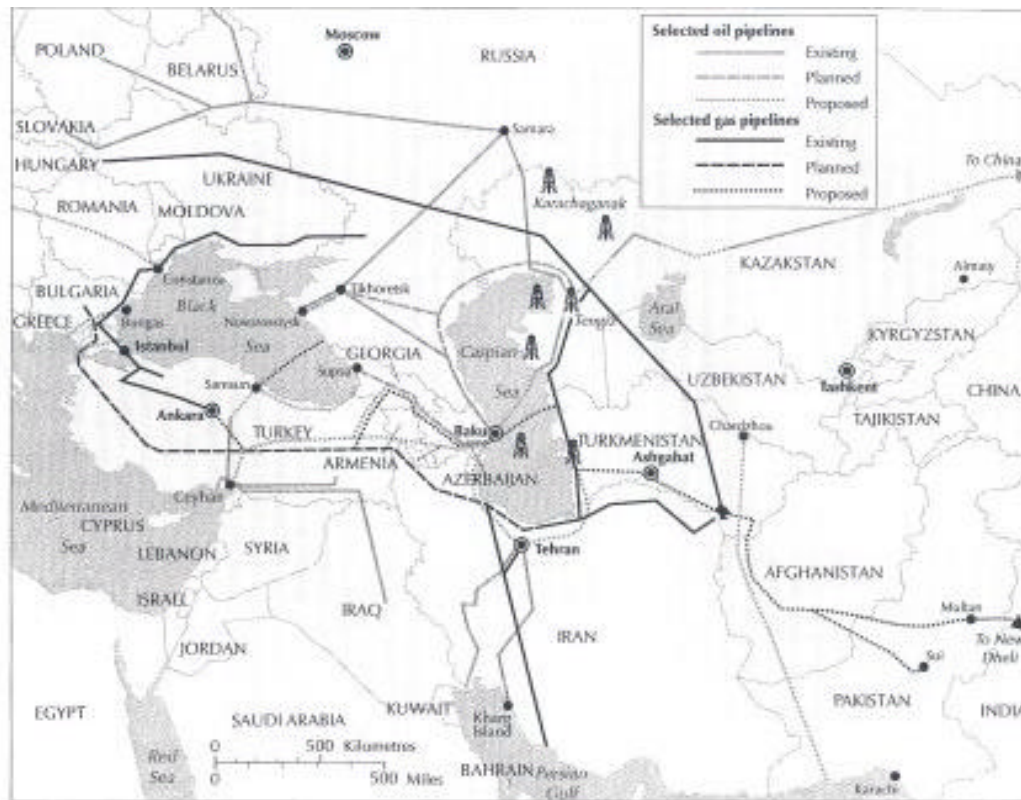 Moscow
RUSSIA
POLAND
BELARUS
SLOVAKIA
HUNGARY
UKRAINE
ROMANIA
MOLDOVA
Samara
Selected oil pipelines
Existing
Planned
Proposed
Selected gas pipelines
Existing
Planned
Proposed
To China
Karachaganak
KAZAKSTAN
Almaty
BULGARIA
GREECE
Constantsa
Black
Sea
Burgas
Istanbul
Novorossiysk
Tikhoretsk
GEORGIA
Supsa
Caspian
Sea
Tengiz
Aral
Sea
KYRGYZSTAN
UZBEKISTAN
Tashkent
CHINA
TAJIKISTAN
Chardzhou
Samsun
Ankara
TURKEY
ARMENIA
Baku
AZERBAIJAN
TURKMENISTAN
Ashgabat
Ceyhan
Mediterranean
Sea
CYPRUS
LEBANON
SYRIA
ISRAEL
IRAQ
JORDAN
Tehran
IRAN
AFGHANISTAN
Multan
To New
Dheli
Sui
PAKISTAN
INDIA
EGYPT
SAUDI ARABIA
KUWAIT
Kharg
Island
Red
Sea
0 500 Kilometres
0 500 Miles
BAHRAIN
Persian
Gulf
Karachi